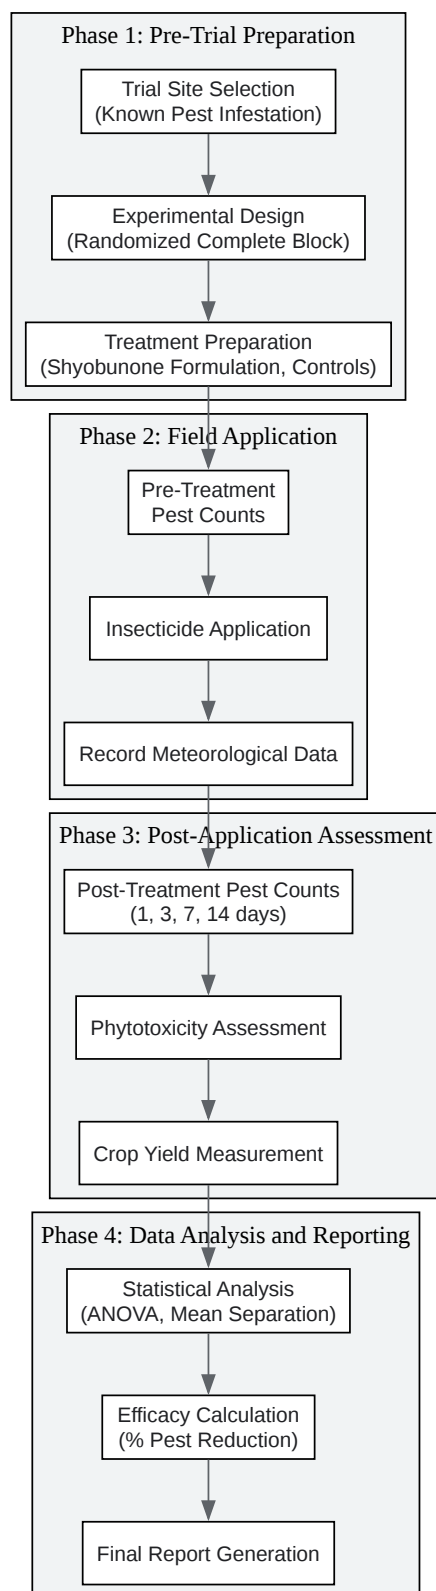 Phase 1: Pre-Trial Preparation
Trial Site Selection
(Known Pest Infestation)
Experimental Design
(Randomized Complete Block)
Treatment Preparation
(Shyobunone Formulation, Controls)
Phase 2: Field Application
Pre-Treatment
Pest Counts
Insecticide Application
Record Meteorological Data
Phase 3: Post-Application Assessment
Post-Treatment Pest Counts
(1, 3, 7, 14 days)
Phytotoxicity Assessment
Crop Yield Measurement
Phase 4: Data Analysis and Reporting
Statistical Analysis
(ANOVA, Mean Separation)
Efficacy Calculation
(% Pest Reduction)
Final Report Generation